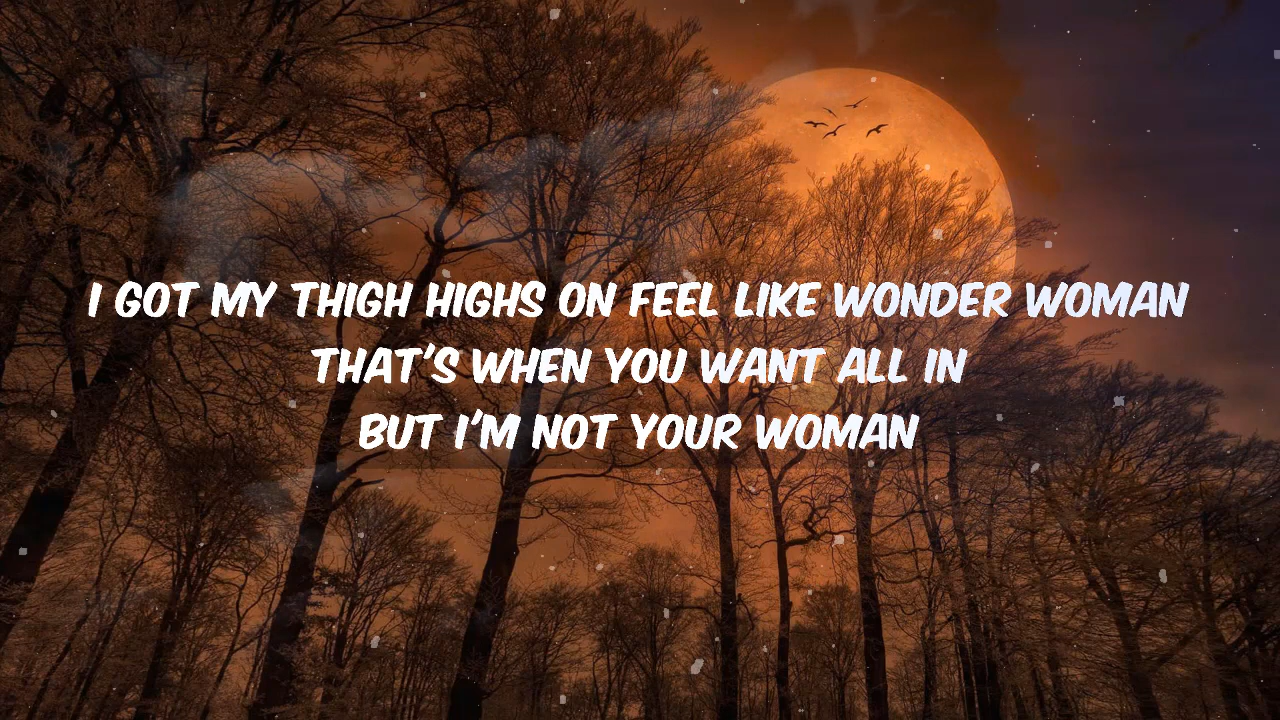 I GOT MY THIGH HIGHS ON FEEL LIKE WONDER WOMAN
THAT'S WHEN YOU WANT ALL IN
BUT I'M NOT YOUR WOMAN